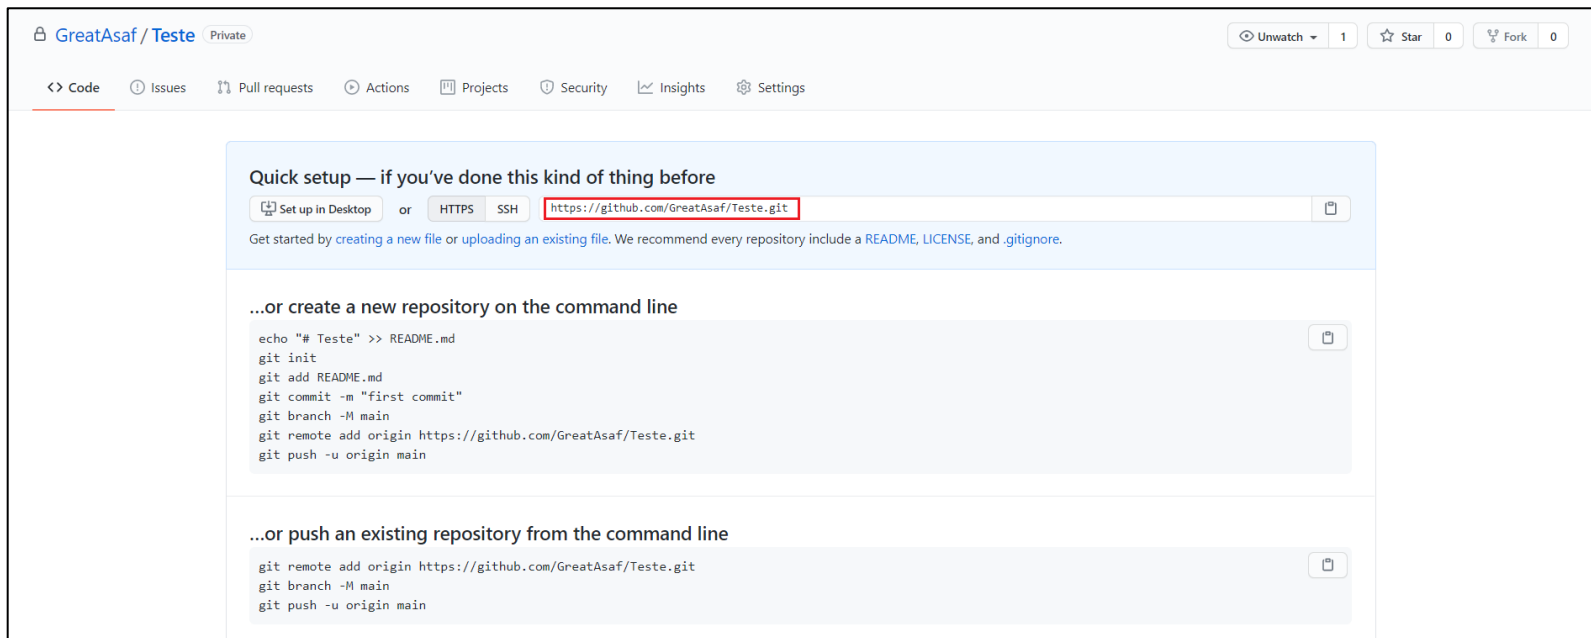 GreatAsaf / Teste Private
Unwatch 1 Star 0 Fork 0
<> Code Issues Pull requests Actions Projects Security Insights Settings
Quick setup — if you’ve done this kind of thing before
Set up in Desktop or HTTPS SSH https://github.com/GreatAsaf/Teste.git
Get started by creating a new file or uploading an existing file. We recommend every repository include a README, LICENSE, and .gitignore.
…or create a new repository on the command line
echo "# Teste" >> README.md
git init
git add README.md
git commit -m "first commit"
git branch -M main
git remote add origin https://github.com/GreatAsaf/Teste.git
git push -u origin main
…or push an existing repository from the command line
git remote add origin https://github.com/GreatAsaf/Teste.git
git branch -M main
git push -u origin main